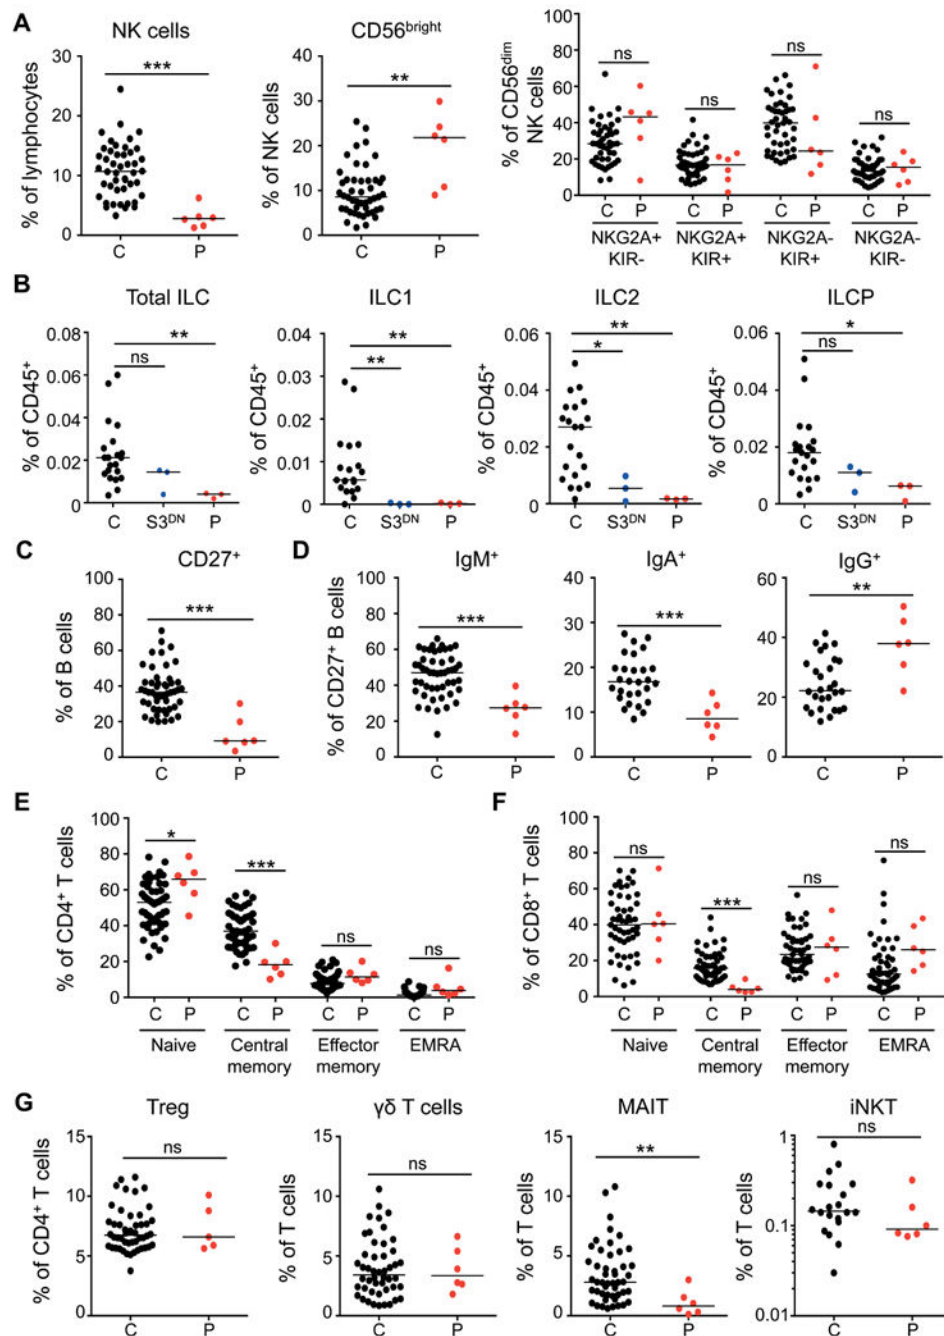 A
NK cells
% of lymphocytes
30
20
10
0
***
C
P
CD56bright
% of NK cells
40
30
20
10
0
**
C
P
% of CD56dim
NK cells
100
80
60
40
20
0
ns
ns
ns
ns
C P C P C P C P
NKG2A+ NKG2A+ NKG2A- NKG2A-
KIR- KIR+ KIR+ KIR-
B
Total ILC
% of CD45+
0.08
0.06
0.04
0.02
0
**
ns
C S3DN P
ILC1
% of CD45+
0.04
0.03
0.02
0.01
0
**
**
C S3DN P
ILC2
% of CD45+
0.06
0.04
0.02
0
**
*
C S3DN P
ILCP
% of CD45+
0.06
0.04
0.02
0
*
ns
C S3DN P
C
CD27+
% of B cells
100
80
60
40
20
0
***
C P
D
IgM+
% of CD27+ B cells
100
80
60
40
20
0
***
C P
IgA+
40
30
20
10
0
***
C P
IgG+
60
40
20
0
**
C P
E
% of CD4+ T cells
100
80
60
40
20
0
*
***
ns
ns
C P C P C P C P
Naive Central Effector EMRA
memory memory
F
% of CD8+ T cells
100
80
60
40
20
0
ns
***
ns
ns
C P C P C P C P
Naive Central Effector EMRA
memory memory
G
Treg
% of CD4+ T cells
15
10
5
0
ns
C P
γδ T cells
% of T cells
15
10
5
0
ns
C P
MAIT
% of T cells
15
10
5
0
**
C P
iNKT
% of T cells
1
0.1
0.01
ns
C P